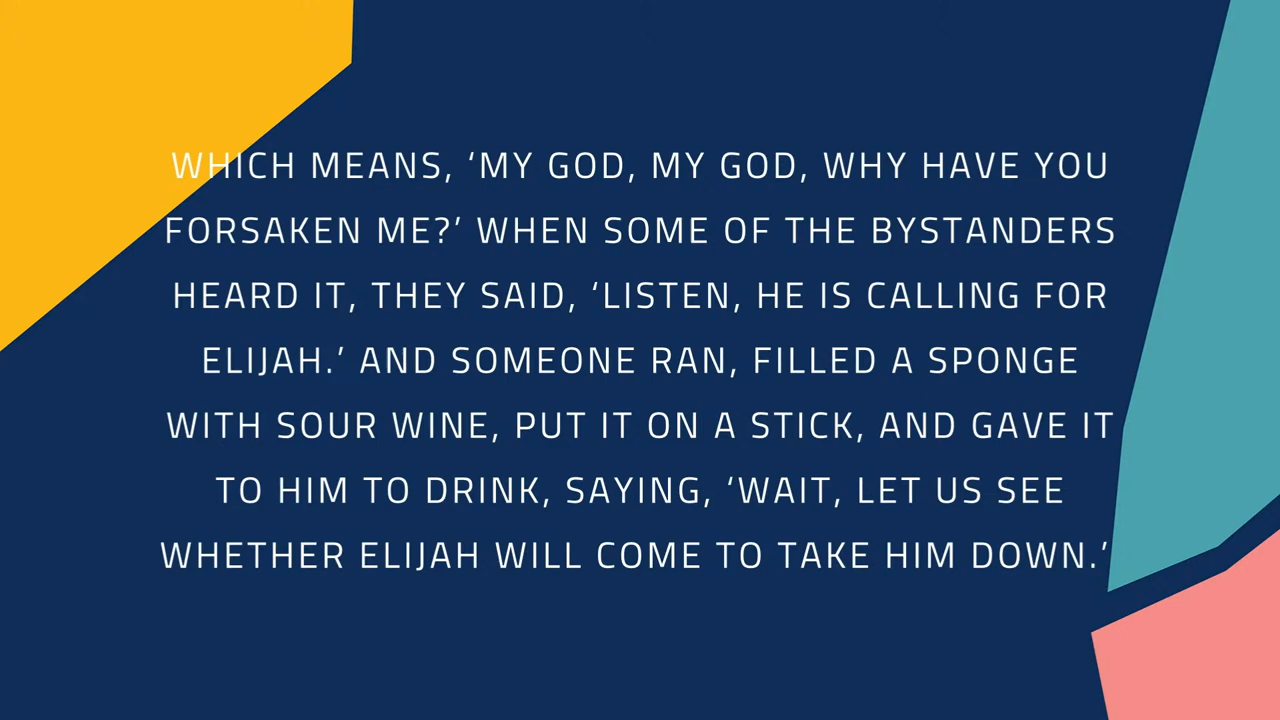 WHICH MEANS, ‘MY GOD, MY GOD, WHY HAVE YOU
FORSAKEN ME?’ WHEN SOME OF THE BYSTANDERS
HEARD IT, THEY SAID, ‘LISTEN, HE IS CALLING FOR
ELIJAH.’ AND SOMEONE RAN, FILLED A SPONGE
WITH SOUR WINE, PUT IT ON A STICK, AND GAVE IT
TO HIM TO DRINK, SAYING, ‘WAIT, LET US SEE
WHETHER ELIJAH WILL COME TO TAKE HIM DOWN.’